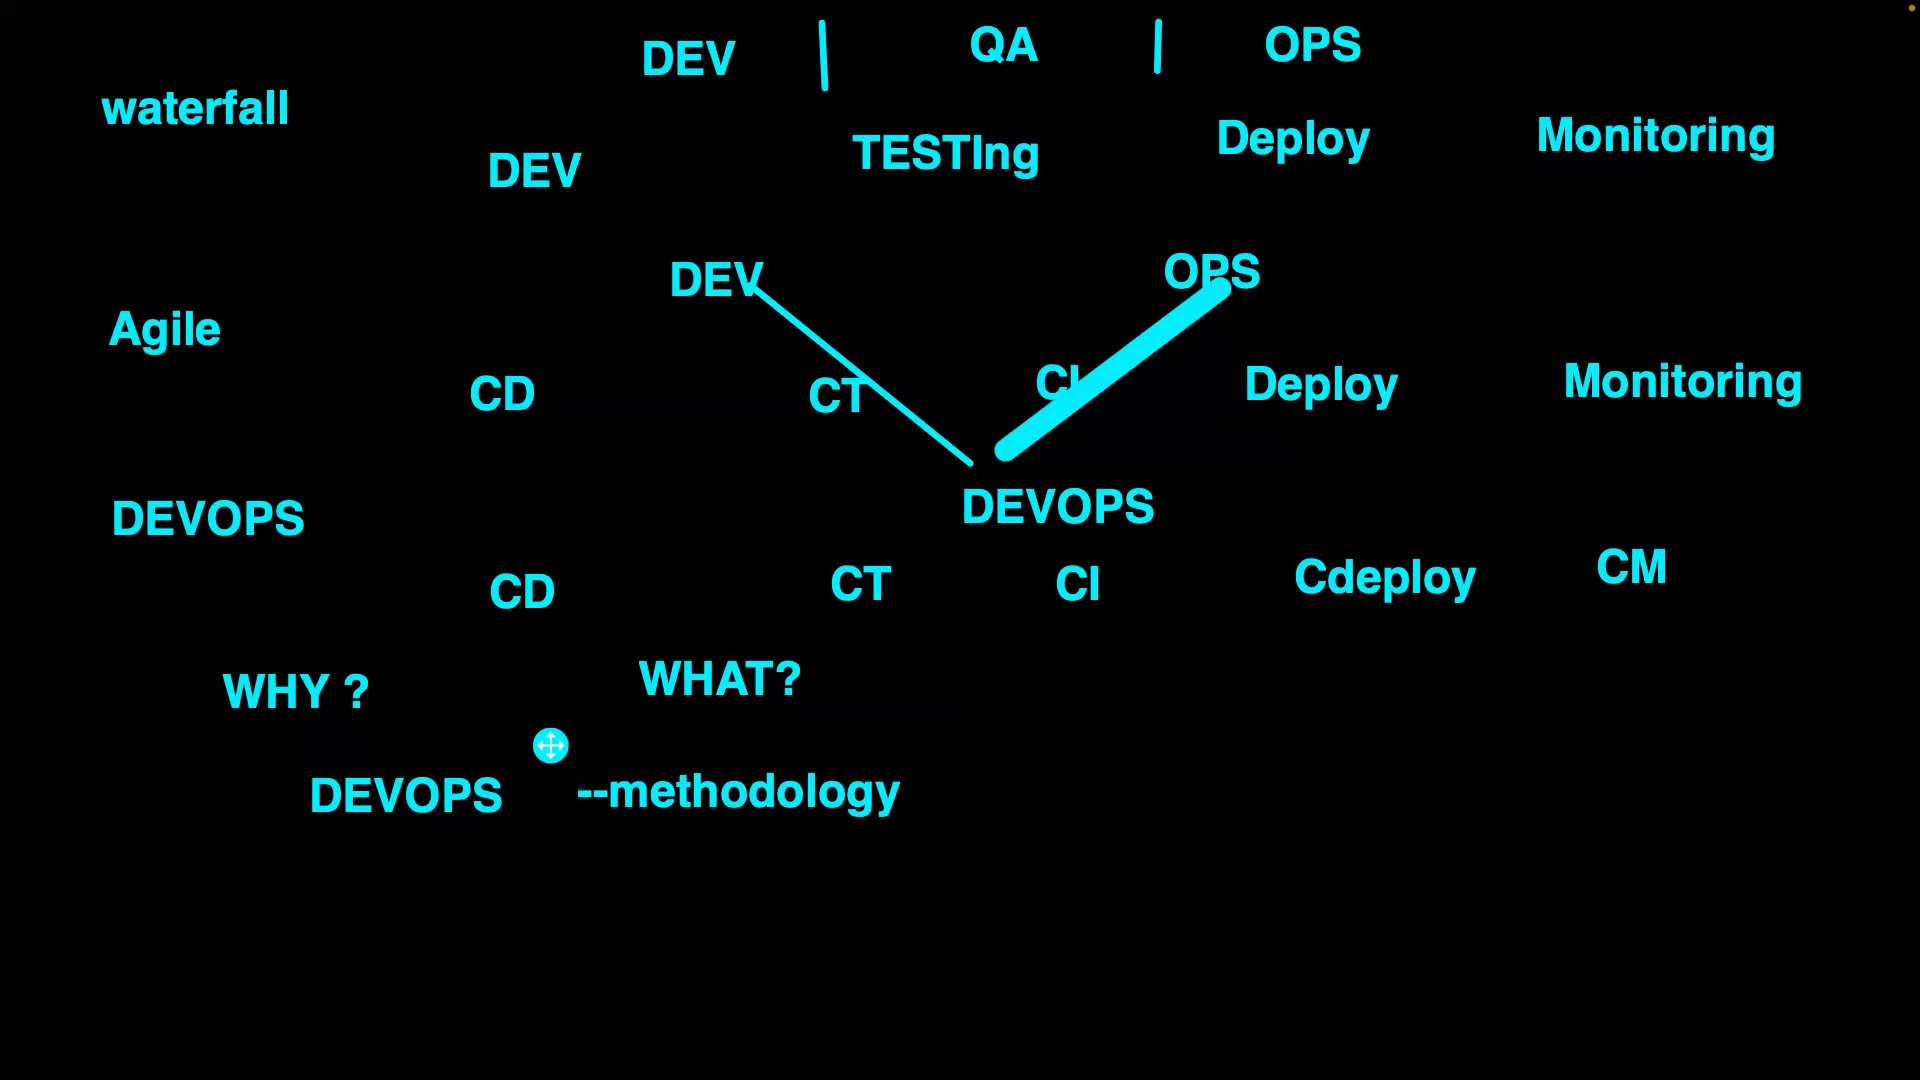 DEV | QA | OPS
waterfall
DEV TESTIng Deploy Monitoring
DEV OPS
Agile
CD CT CI Deploy Monitoring
DEVOPS DEVOPS
CD CT CI Cdeploy CM
WHY ? WHAT?
DEVOPS --methodology